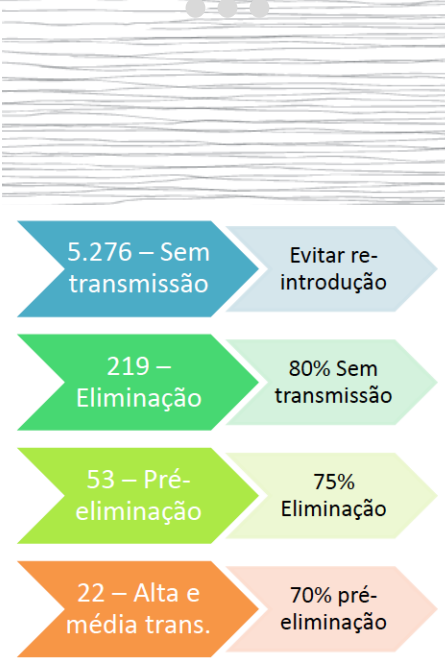 5.276 – Sem
transmissão
Evitar re-
introdução
219 –
Eliminação
80% Sem
transmissão
53 – Pré-
eliminação
75%
Eliminação
22 – Alta e
média trans.
70% pré-
eliminação